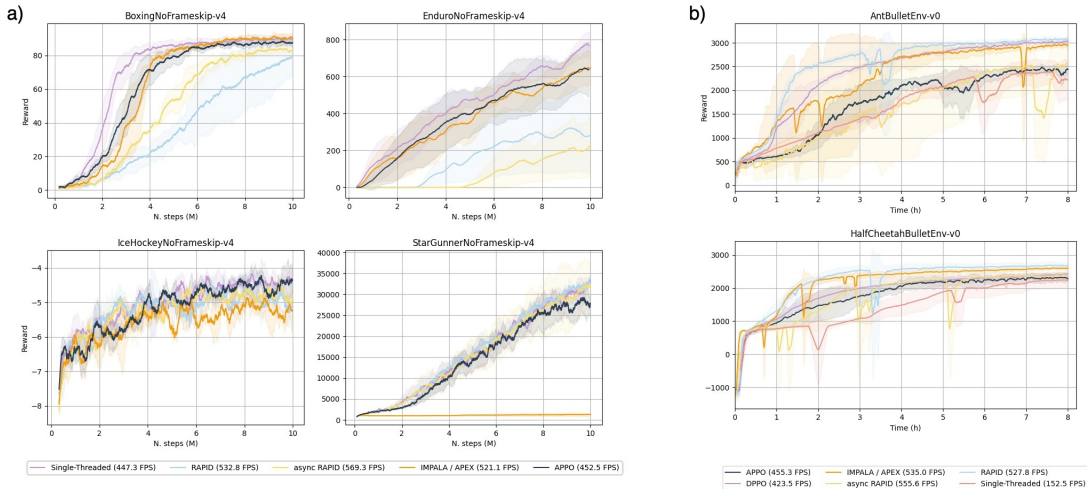 a)
BoxingNoFrameskip-v4
Reward
80
60
40
20
0
0 2 4 6 8 10
N. steps (M)
EnduroNoFrameskip-v4
800
600
400
200
0
0 2 4 6 8 10
N. steps (M)
IceHockeyNoFrameskip-v4
Reward
−4
−5
−6
−7
−8
0 2 4 6 8 10
N. steps (M)
StarGunnerNoFrameskip-v4
40000
35000
30000
25000
20000
15000
10000
5000
0
0 2 4 6 8 10
N. steps (M)
Single-Threaded (447.3 FPS) RAPID (532.8 FPS) async RAPID (569.3 FPS) IMPALA / APEX (521.1 FPS) APPO (452.5 FPS)
b)
AntBulletEnv-v0
Reward
3000
2500
2000
1500
1000
500
0
0 1 2 3 4 5 6 7 8
Time (h)
HalfCheetahBulletEnv-v0
Reward
3000
2000
1000
0
−1000
0 1 2 3 4 5 6 7 8
Time (h)
APPO (455.3 FPS) IMPALA / APEX (535.0 FPS) RAPID (527.8 FPS)
DPPO (423.5 FPS) async RAPID (555.6 FPS) Single-Threaded (152.5 FPS)